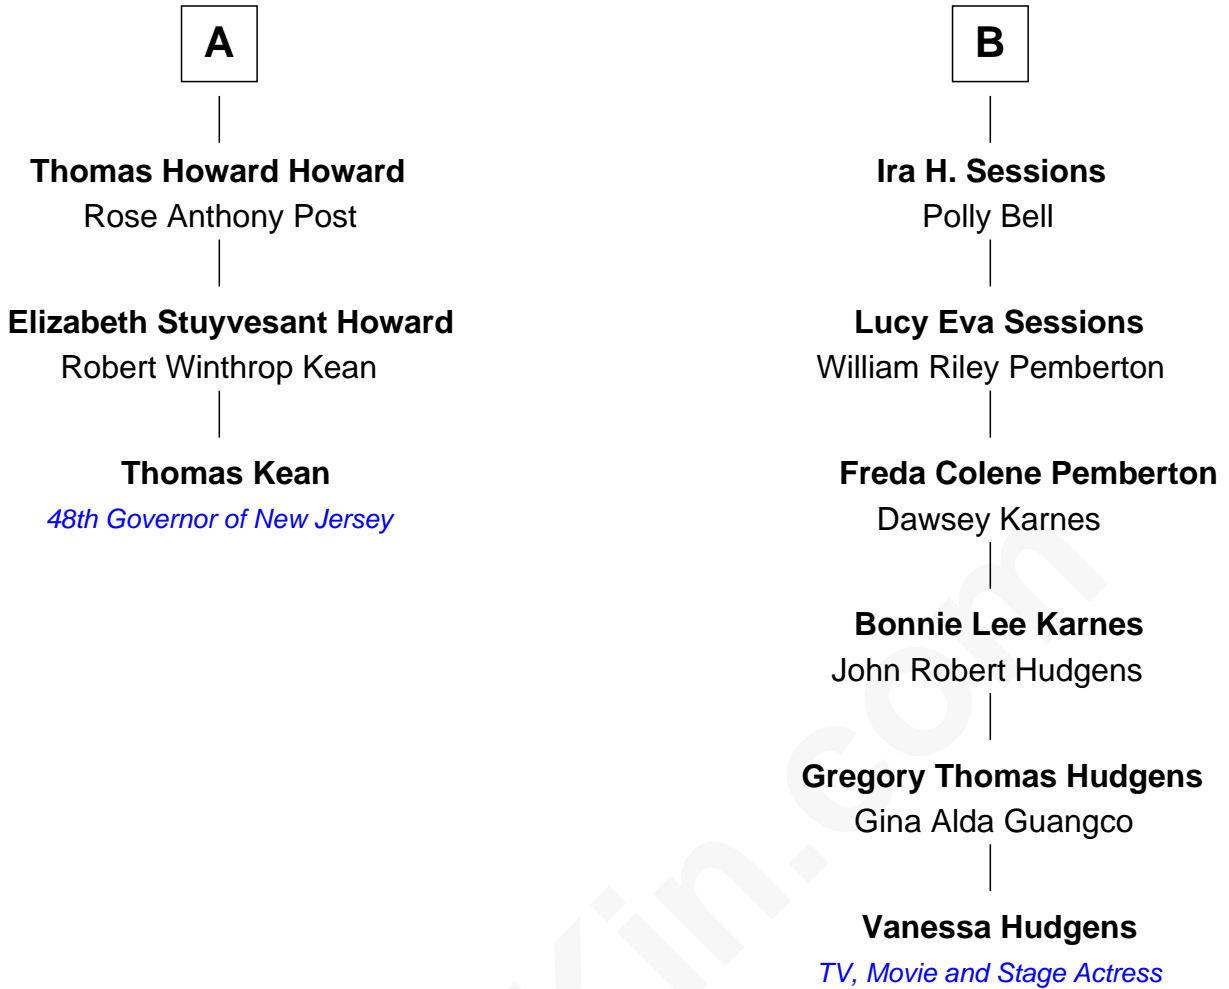 A
Thomas Howard Howard
Rose Anthony Post
Elizabeth Stuyvesant Howard
Robert Winthrop Kean
Thomas Kean
48th Governor of New Jersey
B
Ira H. Sessions
Polly Bell
Lucy Eva Sessions
William Riley Pemberton
Freda Colene Pemberton
Dawsey Karnes
Bonnie Lee Karnes
John Robert Hudgens
Gregory Thomas Hudgens
Gina Alda Guangco
Vanessa Hudgens
TV, Movie and Stage Actress
Kin.com